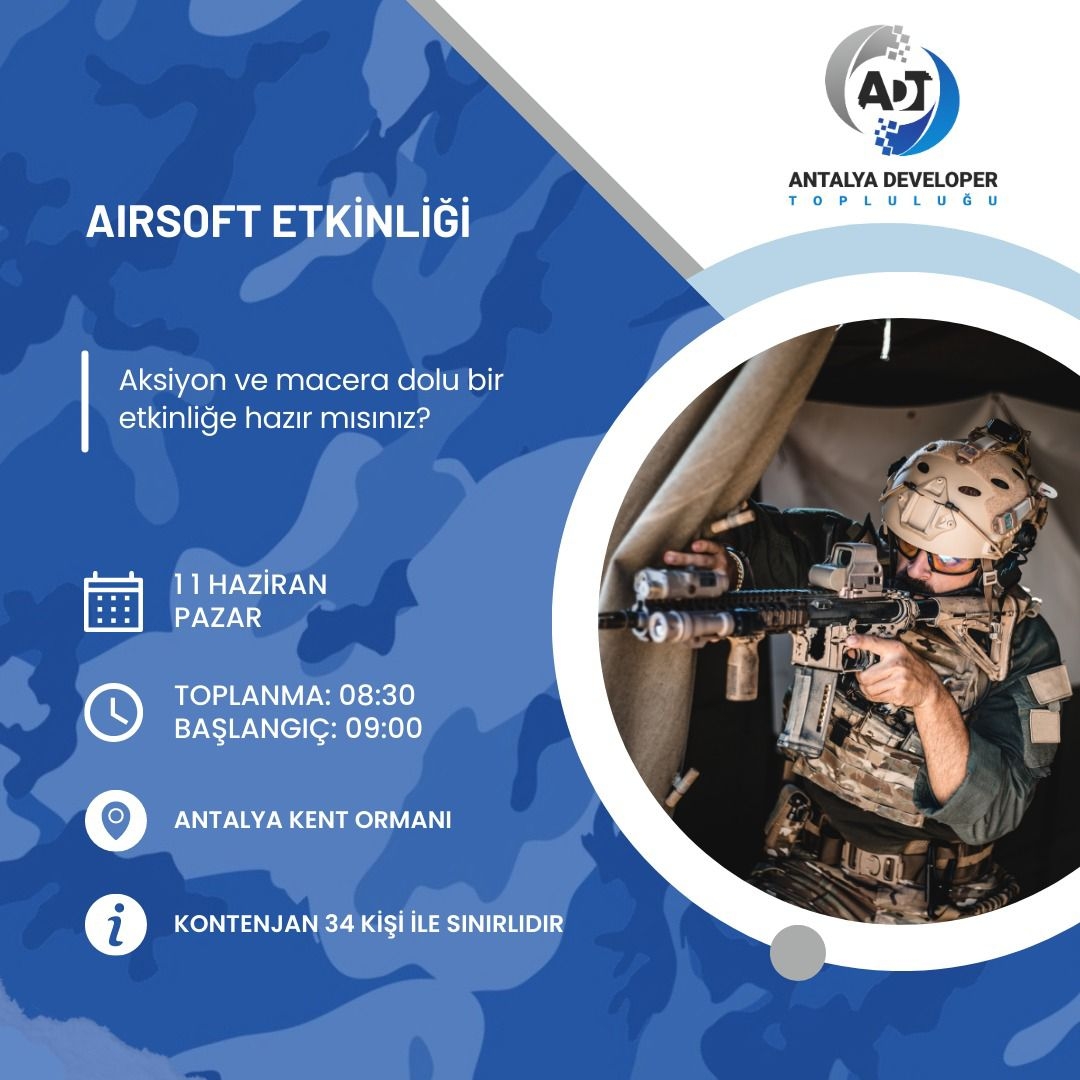 ADT
ANTALYA DEVELOPER
TOPLULUĞU
AIRSOFT ETKİNLİĞİ
Aksiyon ve macera dolu bir
etkinliğe hazır mısınız?
11 HAZİRAN
PAZAR
TOPLANMA: 08:30
BAŞLANGIÇ: 09:00
ANTALYA KENT ORMANI
KONTENJAN 34 KİŞİ İLE SINIRLIDIR